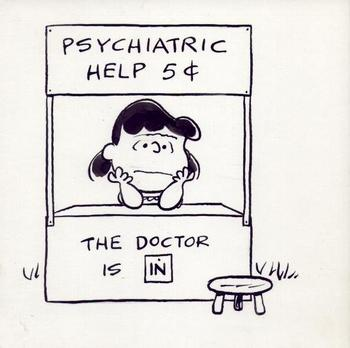 PSYCHIATRIC
HELP 5¢
THE DOCTOR
IS IN